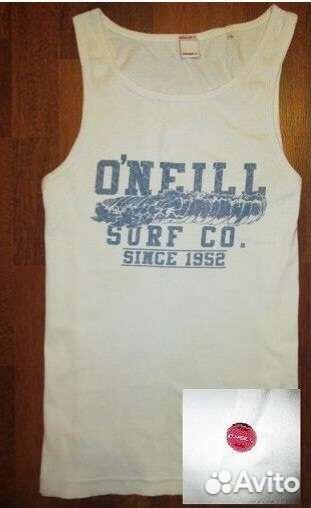 O'NEILL
SURF CO.
SINCE 1952
Avito